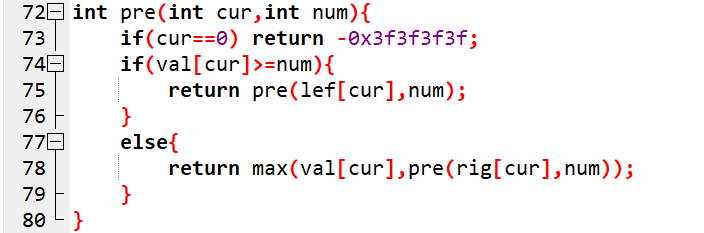 72 int pre(int cur,int num){
73     if(cur==0) return -0x3f3f3f3f;
74     if(val[cur]>=num){
75         return pre(lef[cur],num);
76     }
77     else{
78         return max(val[cur],pre(rig[cur],num));
79     }
80 }